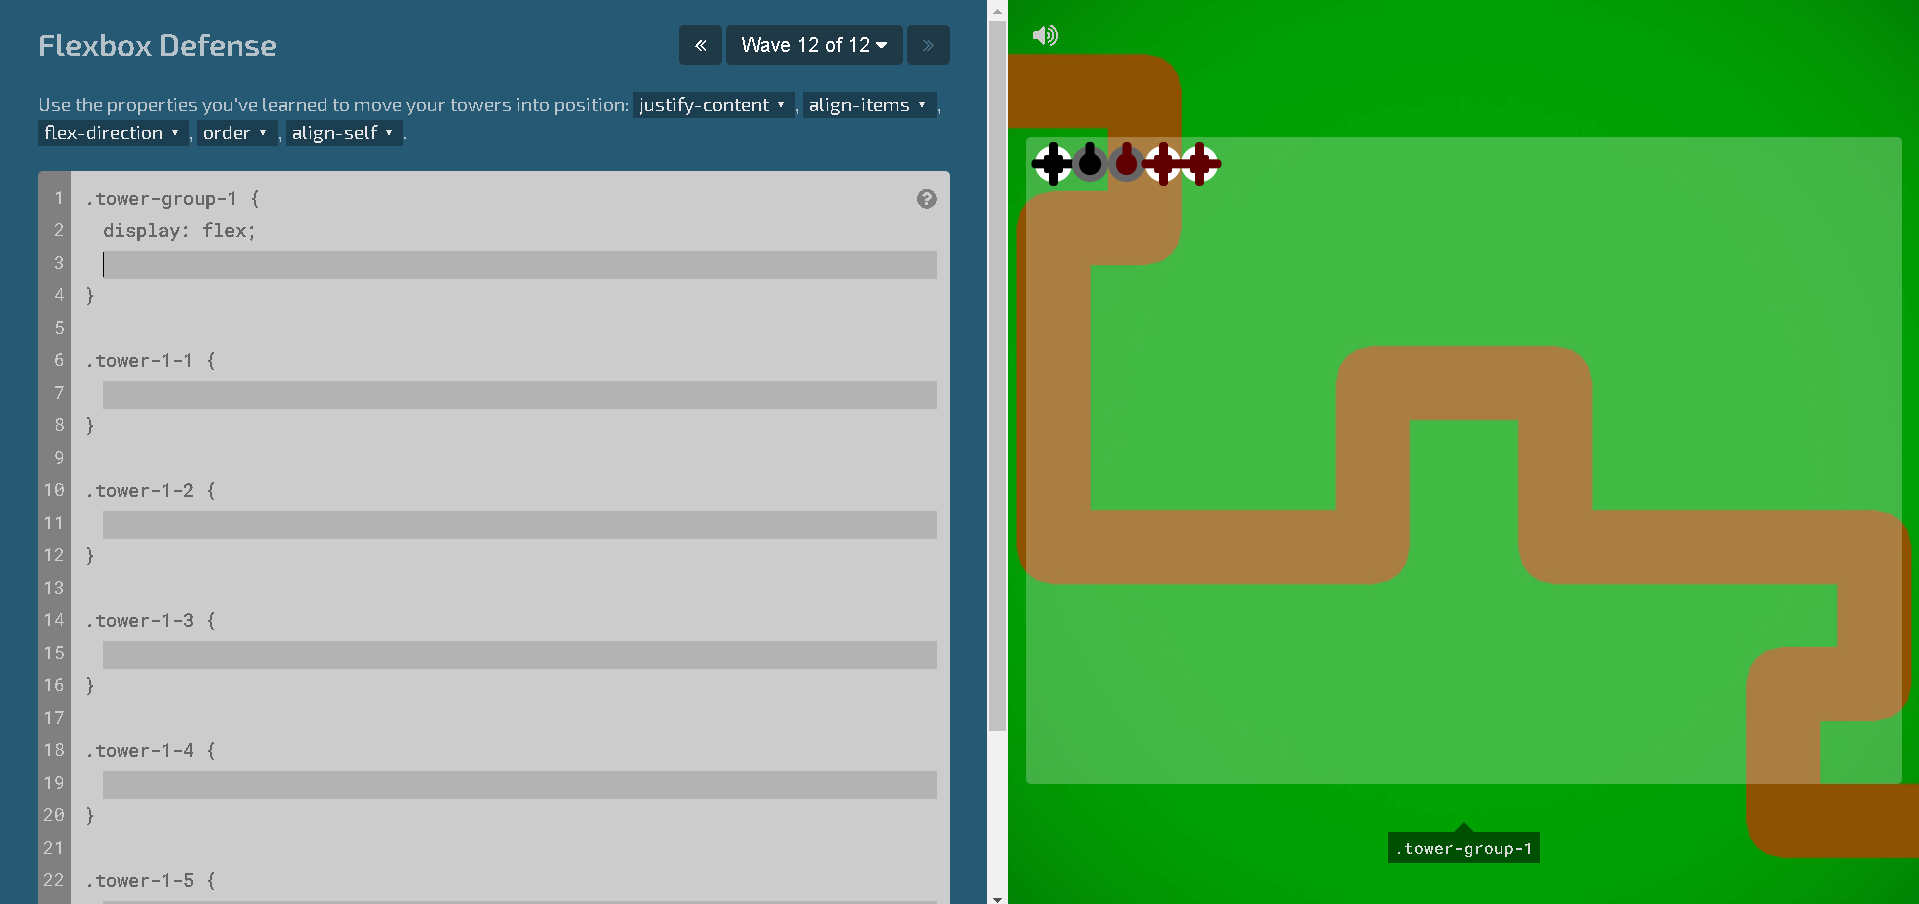 Flexbox Defense
« Wave 12 of 12 »
Use the properties you've learned to move your towers into position: justify-content ▼ , align-items ▼ ,
flex-direction ▼ , order ▼ , align-self ▼ .
1 .tower-group-1 {
2 display: flex;
3
4 }
5
6 .tower-1-1 {
7
8 }
9
10 .tower-1-2 {
11
12 }
13
14 .tower-1-3 {
15
16 }
17
18 .tower-1-4 {
19
20 }
21
22 .tower-1-5 {
?
.tower-group-1